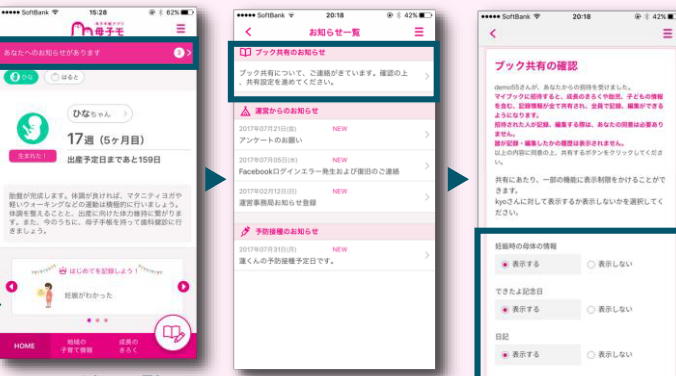 SoftBank 15:28 62%
母子手帳アプリ
母子モ
あなたへのお知らせがあります 3
ひな はると
ひなちゃん
17週（5ヶ月目）
生まれた！
出産予定日まであと159日
胎盤が完成します。体調が良ければ、マタニティヨガや
軽いウォーキングなどの運動は積極的に行いましょう。
体調を整えることと、出産に向けた体力維持に繋がりま
す。また、今のうちに、母子手帳を持って歯科健診に行
きましょう。
はじめてを記録しよう！
妊娠がわかった
HOME
地域の
子育て情報
成長の
きろく
SoftBank 20:18 42%
お知らせ一覧
ブック共有のお知らせ
ブック共有について、ご連絡がきています。確認の上
、共有設定を進めてください。
運営からのお知らせ
2017年07月21日(金) NEW
アンケートのお願い
2017年07月05日(水) NEW
Facebookログインエラー発生および復旧のご連絡
2017年02月12日(日) NEW
運営事務局お知らせ登録
予防接種のお知らせ
2017年07月31日(月) NEW
蓮くんの予防接種予定日です。
SoftBank 20:18 42%
ブック共有の確認
demo55さんが、あなたからの招待を受けました。
マイブックに招待すると、成長のきろくや胎児、子どもの情報
を含む、記録情報が全て共有され、全員で記録、編集ができる
ようになります。
招待された人が記録、編集する際は、あなたの同意は必要あり
ません。
誰が記録・編集したかの履歴は表示されません。
以上の内容に同意の上、共有するボタンをクリックしてくださ
い。
共有にあたり、一部の機能に表示制限をかけることがで
きます。
kyoさんに対して表示するか表示しないかを選択してく
ださい。
妊娠時の母体の情報
表示する 表示しない
できたよ記念日
表示する 表示しない
日記
表示する 表示しない